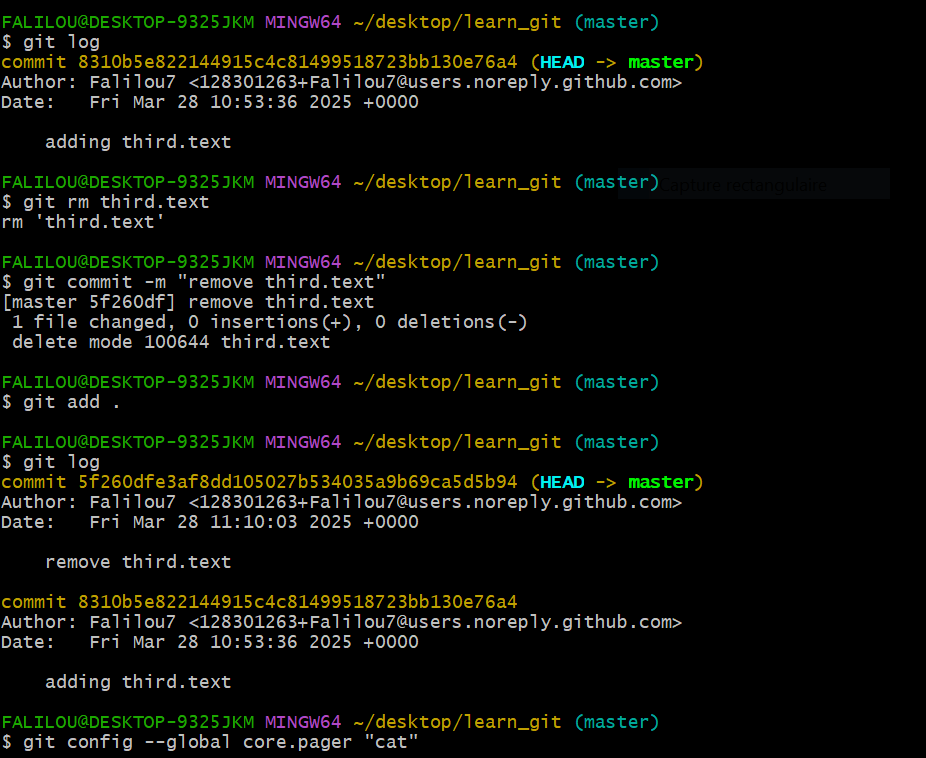 FALILOU@DESKTOP-9325JKM MINGW64 ~/desktop/learn_git (master)
$ git log
commit 8310b5e822144915c4c81499518723bb130e76a4 (HEAD -> master)
Author: Falilou7 <128301263+Falilou7@users.noreply.github.com>
Date:   Fri Mar 28 10:53:36 2025 +0000

    adding third.text

FALILOU@DESKTOP-9325JKM MINGW64 ~/desktop/learn_git (master)
Capture rectangulaire
$ git rm third.text
rm 'third.text'

FALILOU@DESKTOP-9325JKM MINGW64 ~/desktop/learn_git (master)
$ git commit -m "remove third.text"
[master 5f260df] remove third.text
 1 file changed, 0 insertions(+), 0 deletions(-)
 delete mode 100644 third.text

FALILOU@DESKTOP-9325JKM MINGW64 ~/desktop/learn_git (master)
$ git add .

FALILOU@DESKTOP-9325JKM MINGW64 ~/desktop/learn_git (master)
$ git log
commit 5f260dfe3af8dd105027b534035a9b69ca5d5b94 (HEAD -> master)
Author: Falilou7 <128301263+Falilou7@users.noreply.github.com>
Date:   Fri Mar 28 11:10:03 2025 +0000

    remove third.text

commit 8310b5e822144915c4c81499518723bb130e76a4
Author: Falilou7 <128301263+Falilou7@users.noreply.github.com>
Date:   Fri Mar 28 10:53:36 2025 +0000

    adding third.text

FALILOU@DESKTOP-9325JKM MINGW64 ~/desktop/learn_git (master)
$ git config --global core.pager "cat"